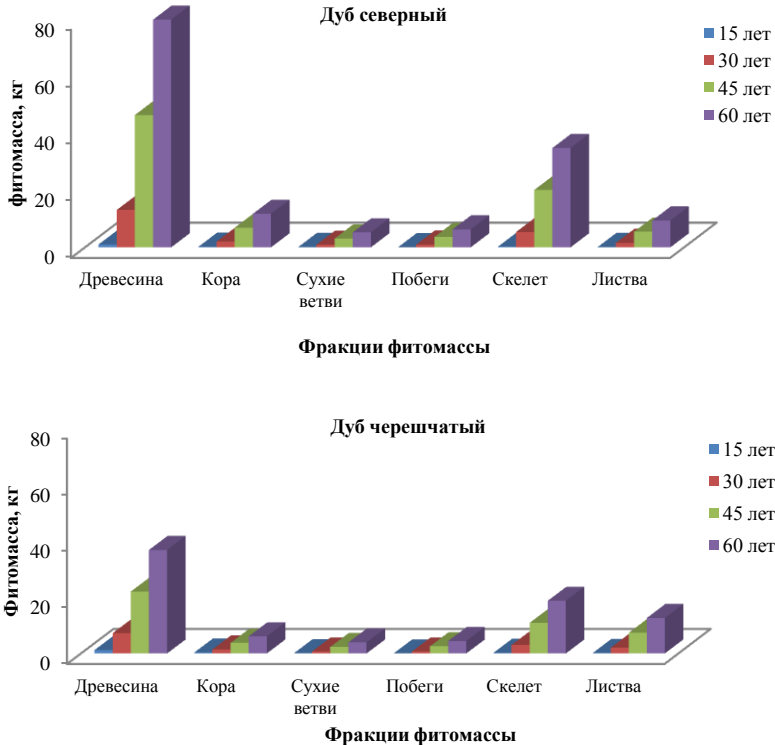 Дуб северный
фитомасса, кг
80
60
40
20
0
15 лет
30 лет
45 лет
60 лет
Древесина Кора Сухие ветви Побеги Скелет Листва
Фракции фитомассы
Дуб черешчатый
Фитомасса, кг
80
60
40
20
0
15 лет
30 лет
45 лет
60 лет
Древесина Кора Сухие ветви Побеги Скелет Листва
Фракции фитомассы